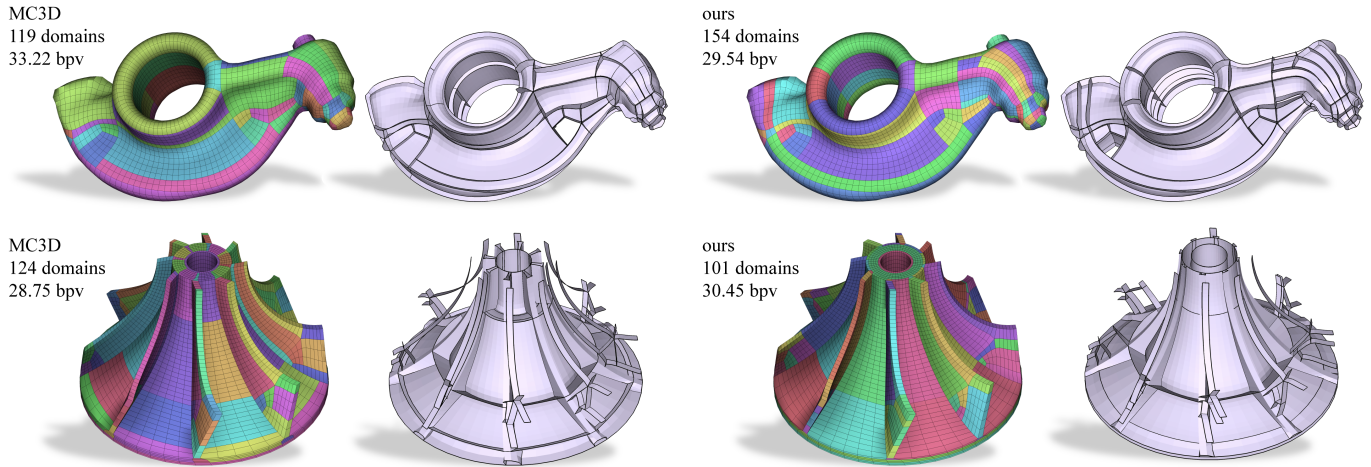 MC3D
119 domains
33.22 bpv
ours
154 domains
29.54 bpv
MC3D
124 domains
28.75 bpv
ours
101 domains
30.45 bpv